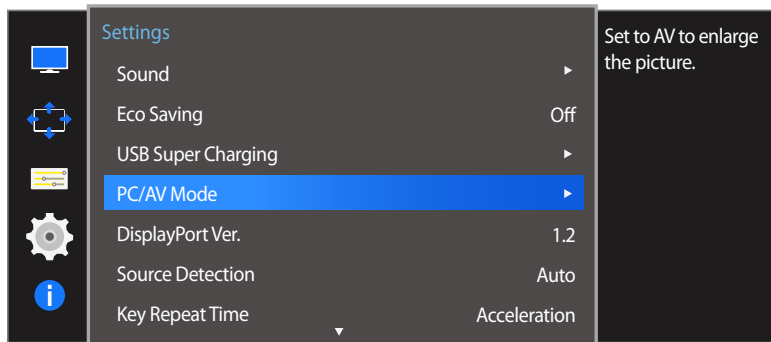 Settings
Sound
Eco Saving Off
USB Super Charging
PC/AV Mode
DisplayPort Ver. 1.2
Source Detection Auto
Key Repeat Time Acceleration
Set to AV to enlarge
the picture.